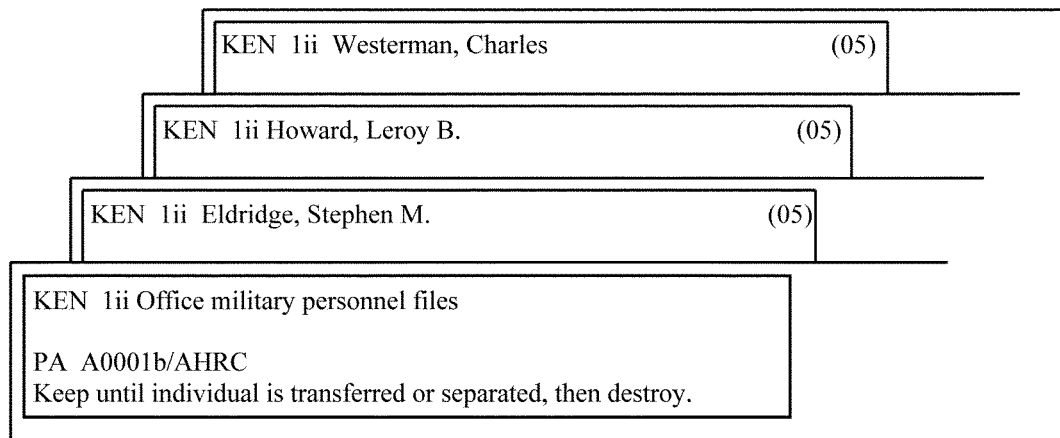 KEN 1ii Westerman, Charles (05)
KEN 1ii Howard, Leroy B. (05)
KEN 1ii Eldridge, Stephen M. (05)
KEN 1ii Office military personnel files
PA A0001b/AHRC
Keep until individual is transferred or separated, then destroy.